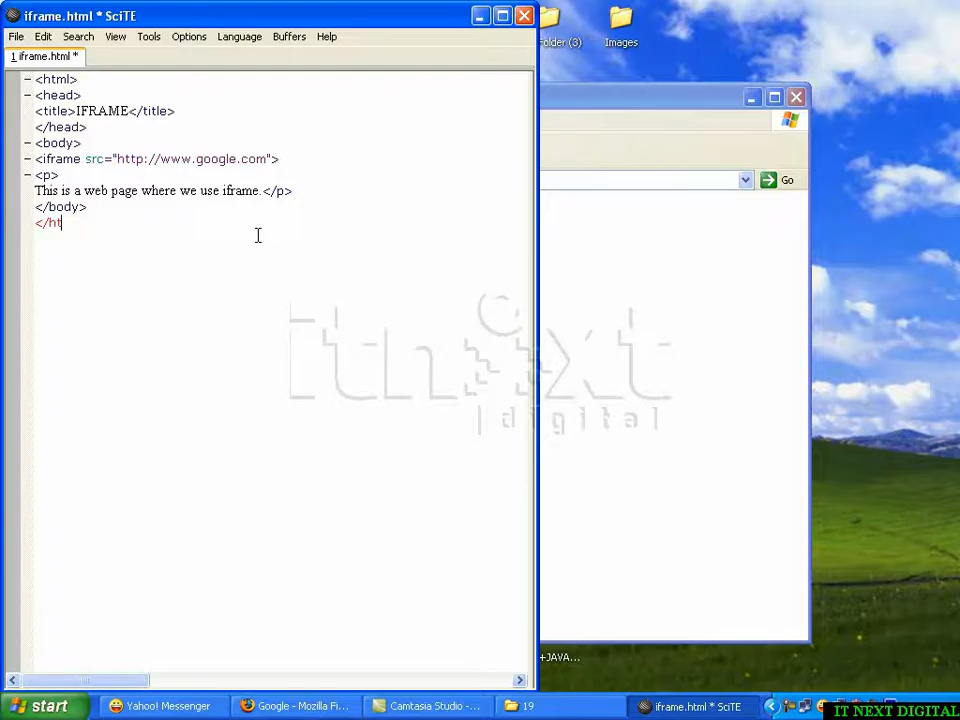 iframe.html * SciTE
File Edit Search View Tools Options Language Buffers Help
1 iframe.html *
<html>
<head>
<title>IFRAME</title>
</head>
<body>
<iframe src="http://www.google.com">
<p>
This is a web page where we use iframe.</p>
</body>
</ht
Folder (3)
Images
Go
itnext
|digital|
+JAVA...
start
Yahoo! Messenger
Google - Mozilla Fi...
Camtasia Studio -...
19
iframe.html * SciTE
IT NEXT DIGITAL